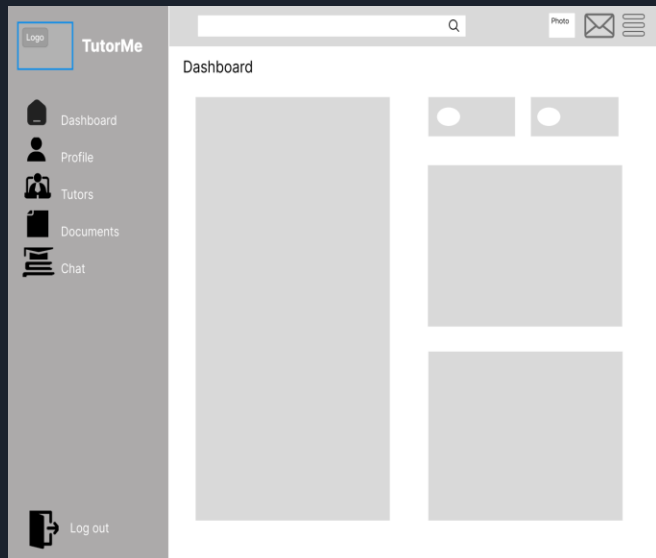 Logo
TutorMe
Photo
Dashboard
Dashboard
Profile
Tutors
Documents
Chat
Log out